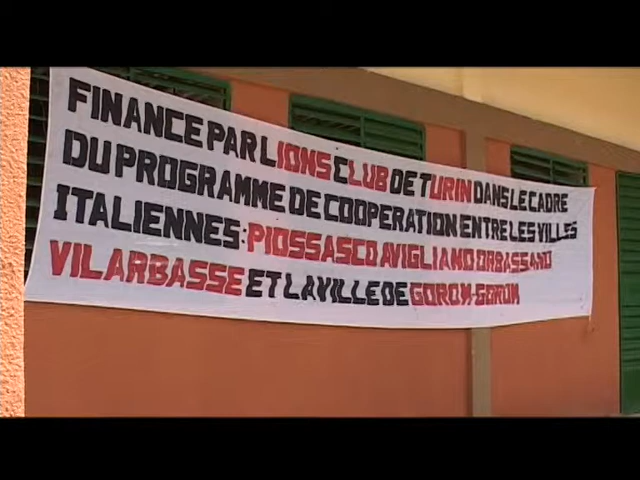 FINANCE PAR LIONS CLUB DE TURIN DANS LE CADRE
DU PROGRAMME DE COOPERATION ENTRE LES VILLES
ITALIENNES: PIOSSASCO AVIGLIANO ORBASSANO
VILARBASSE ET LA VILLE DE GOROM-GOROM